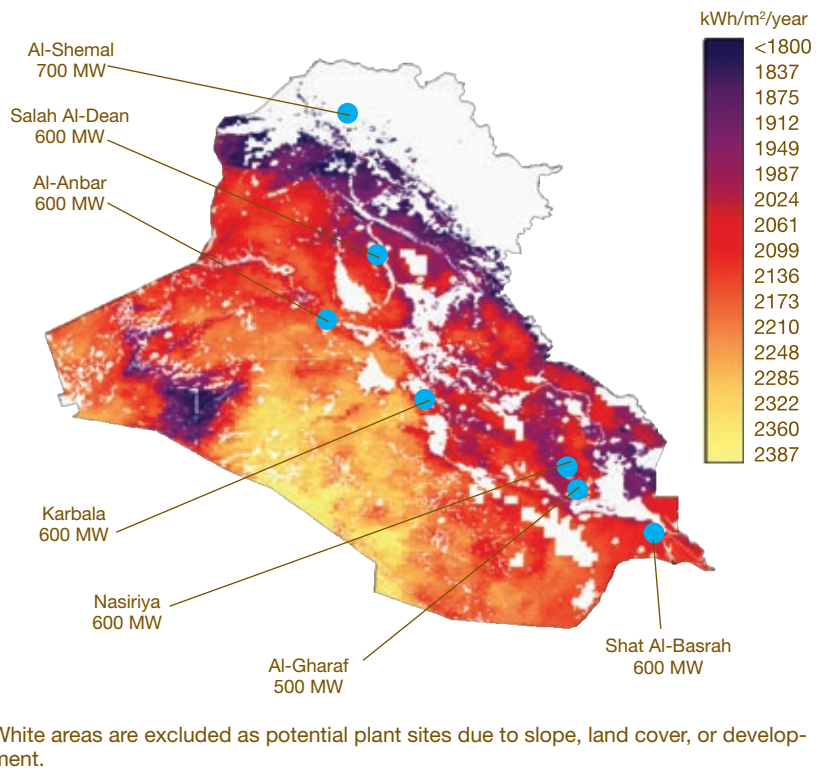 kWh/m²/year
<1800
1837
1875
1912
1949
1987
2024
2061
2099
2136
2173
2210
2248
2285
2322
2360
2387
Al-Shemal
700 MW
Salah Al-Dean
600 MW
Al-Anbar
600 MW
Karbala
600 MW
Nasiriya
600 MW
Al-Gharaf
500 MW
Shat Al-Basrah
600 MW
White areas are excluded as potential plant sites due to slope, land cover, or develop-
ment.